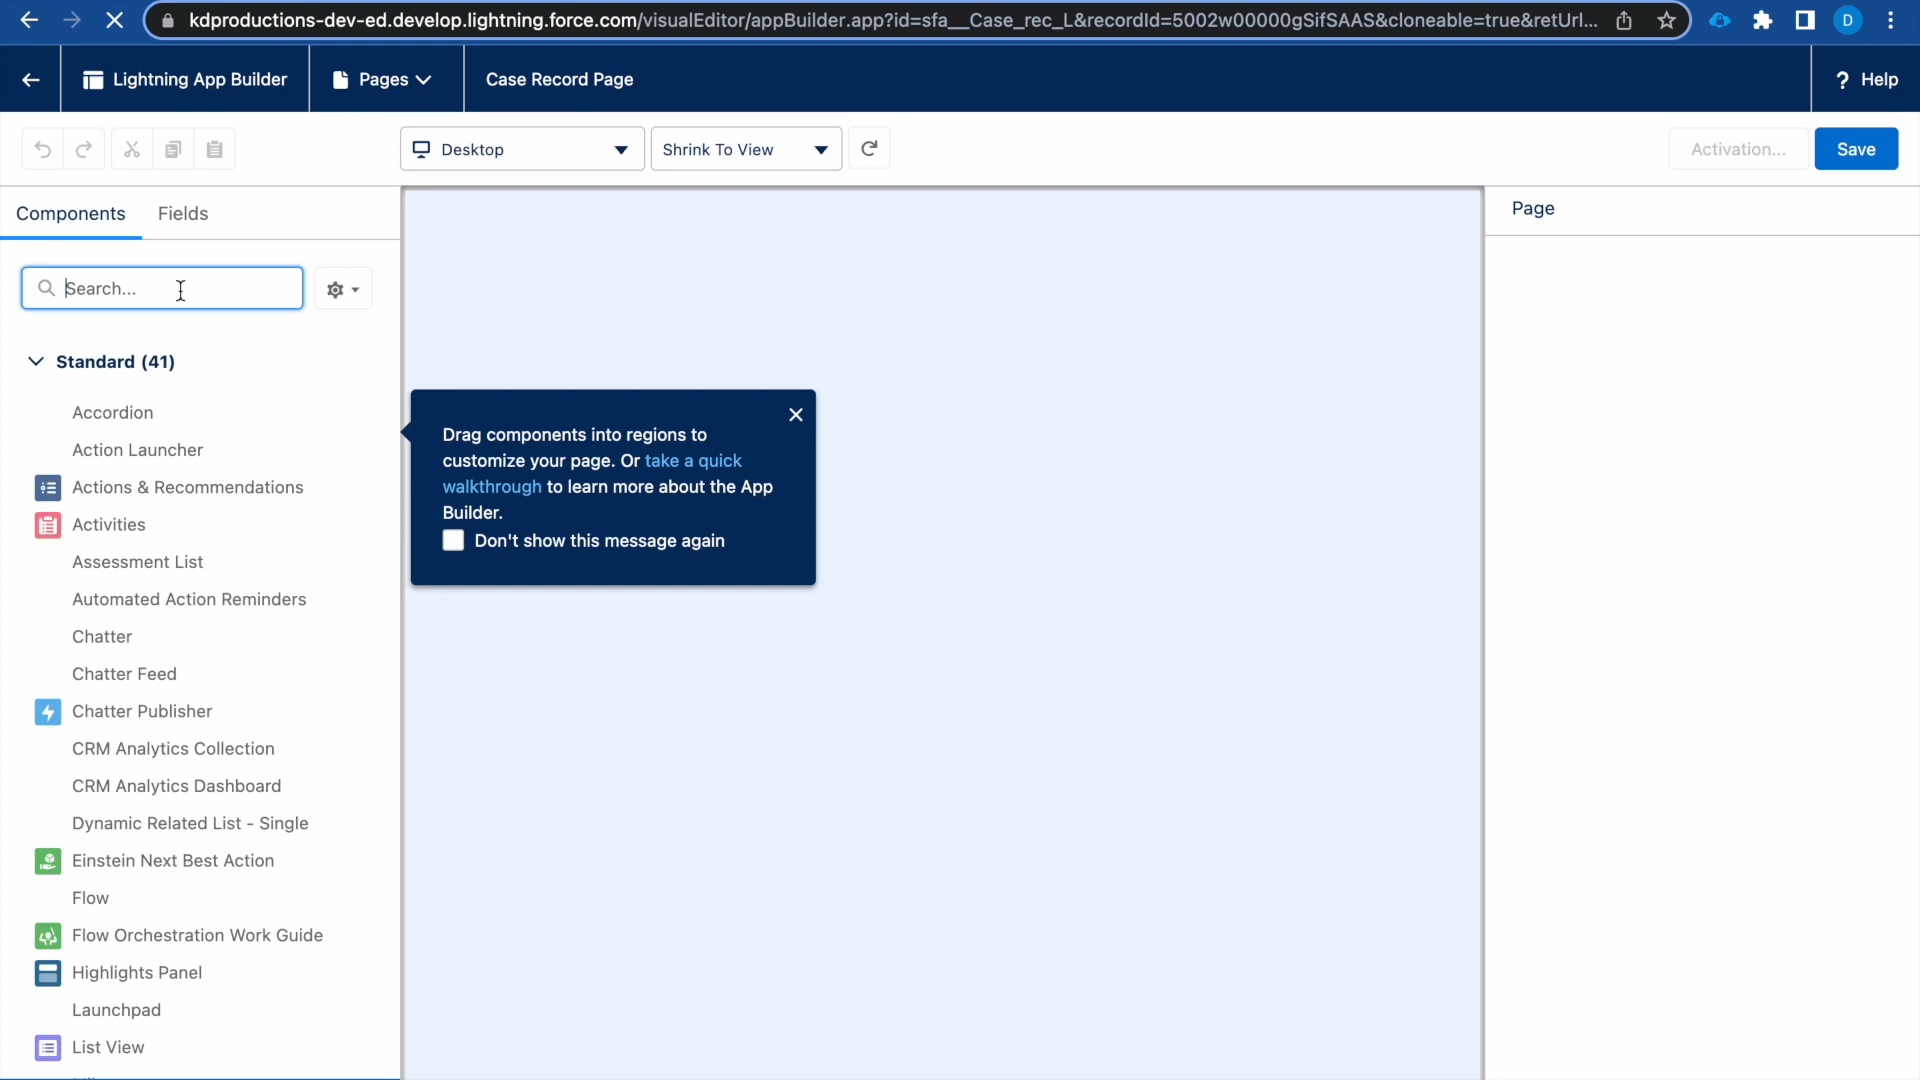 kdproductions-dev-ed.develop.lightning.force.com/visualEditor/appBuilder.app?id=sfa__Case_rec_L&recordId=5002w00000gSifSAAS&cloneable=true&retUrl...
D
Lightning App Builder
Pages
Case Record Page
? Help
Desktop
Shrink To View
Activation...
Save
Components
Fields
Page
Search...
Standard (41)
Accordion
Action Launcher
Actions & Recommendations
Activities
Assessment List
Automated Action Reminders
Chatter
Chatter Feed
Chatter Publisher
CRM Analytics Collection
CRM Analytics Dashboard
Dynamic Related List - Single
Einstein Next Best Action
Flow
Flow Orchestration Work Guide
Highlights Panel
Launchpad
List View
Drag components into regions to
customize your page. Or take a quick
walkthrough to learn more about the App
Builder.
Don't show this message again